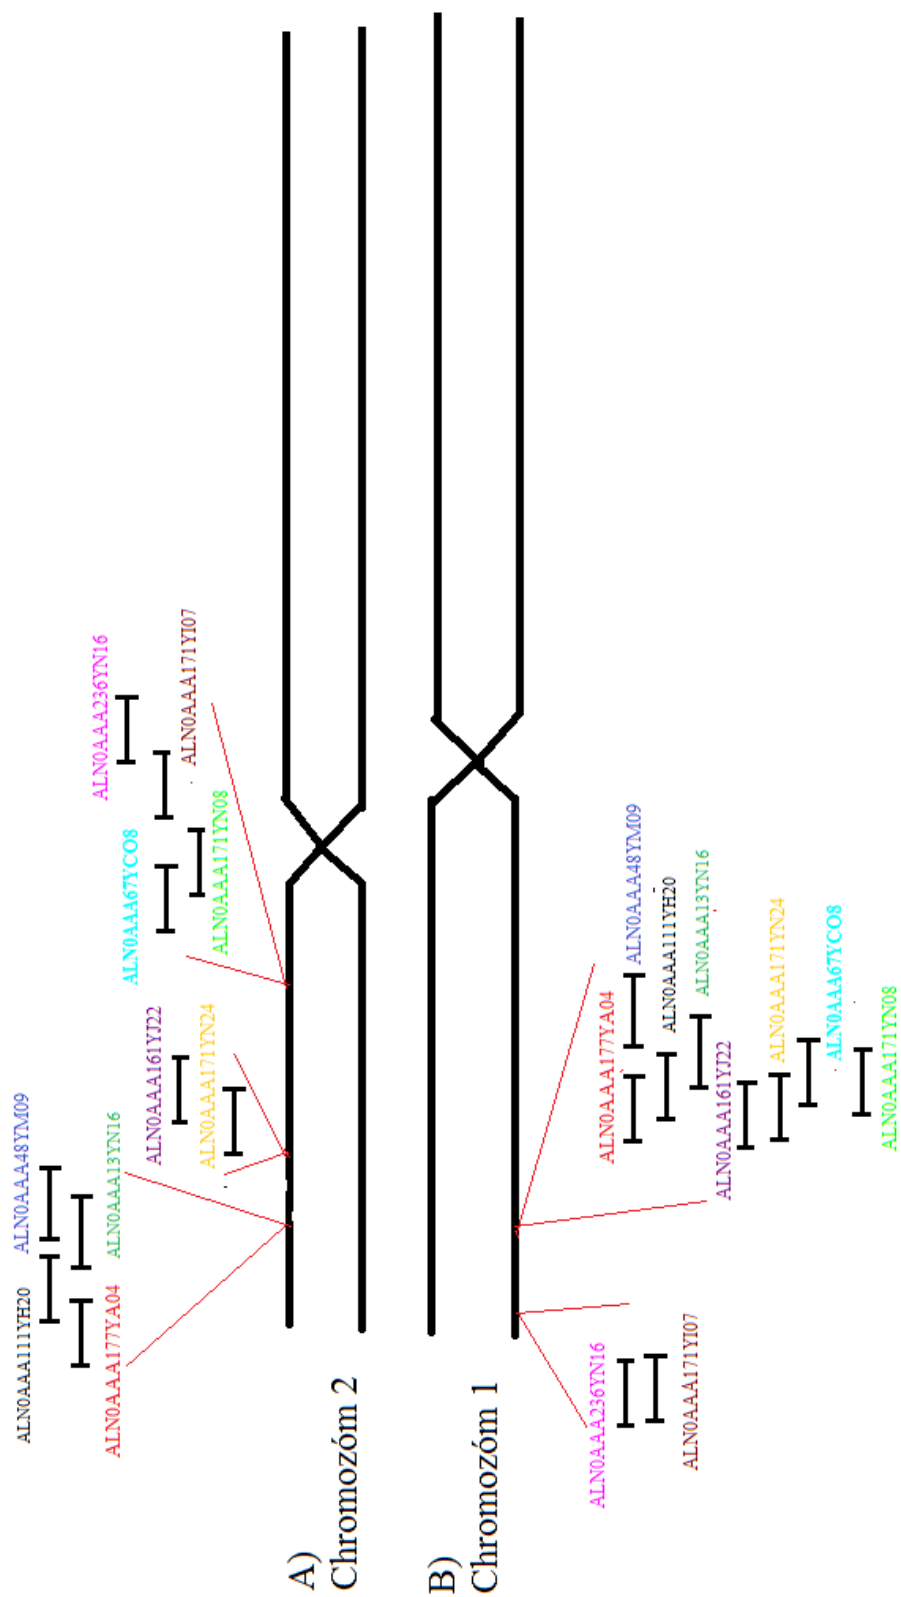 ALN0AAA111YH20
ALN0AAA48YM09
ALN0AAA177YA04
ALN0AAA13YN16
ALN0AAA161YJ22
ALN0AAA171YN24
ALN0AAA67YCO8
ALN0AAA236YN16
ALN0AAA171YI07
ALN0AAA171YN08
A)
Chromozóm 2
B)
Chromozóm 1
ALN0AAA236YN16
ALN0AAA171YI07
ALN0AAA177YA04
ALN0AAA48YM09
ALN0AAA111YH20
ALN0AAA13YN16
ALN0AAA161YJ22
ALN0AAA171YN24
ALN0AAA67YCO8
ALN0AAA171YN08